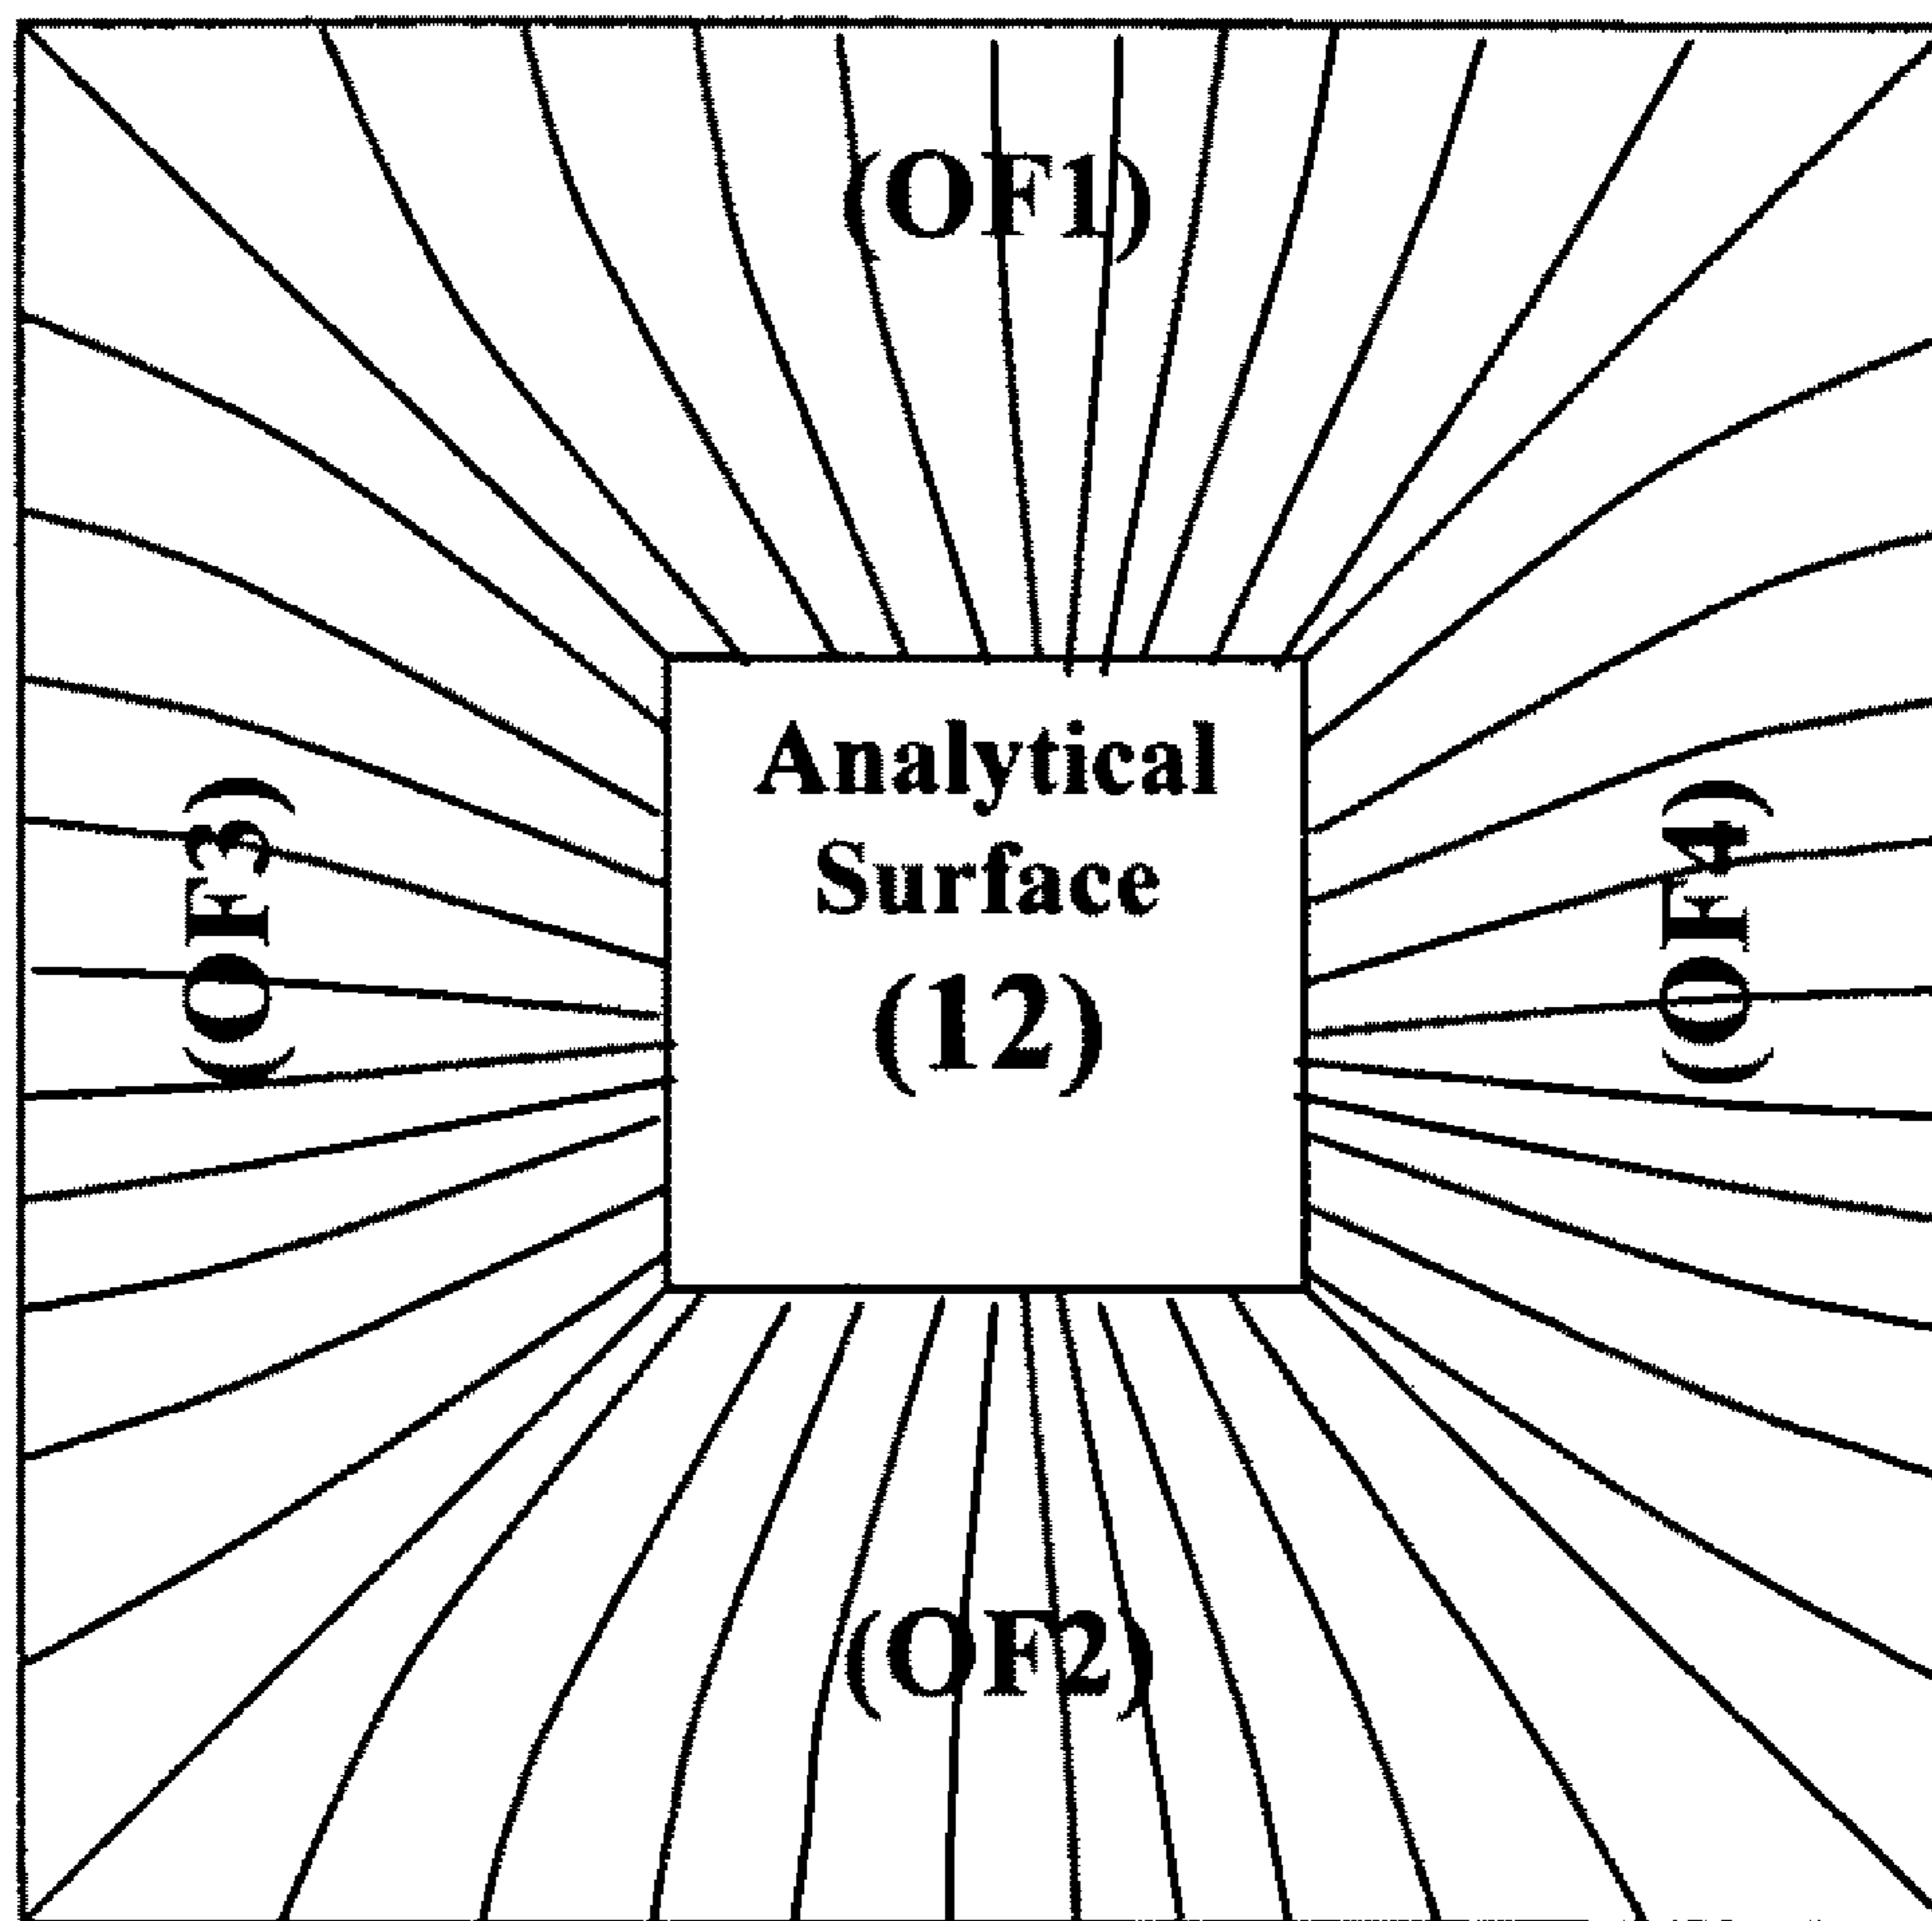 (OF1)
Analytical
Surface
(12)
(OF3)
(OF4)
(OF2)